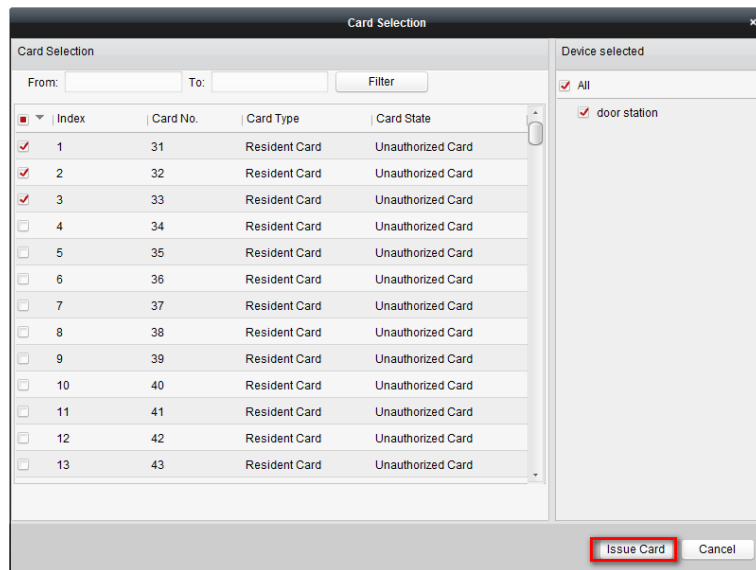 Card Selection
Card Selection
Device selected
From: To: Filter
All
door station
Index Card No. Card Type Card State
1 31 Resident Card Unauthorized Card
2 32 Resident Card Unauthorized Card
3 33 Resident Card Unauthorized Card
4 34 Resident Card Unauthorized Card
5 35 Resident Card Unauthorized Card
6 36 Resident Card Unauthorized Card
7 37 Resident Card Unauthorized Card
8 38 Resident Card Unauthorized Card
9 39 Resident Card Unauthorized Card
10 40 Resident Card Unauthorized Card
11 41 Resident Card Unauthorized Card
12 42 Resident Card Unauthorized Card
13 43 Resident Card Unauthorized Card
Issue Card Cancel